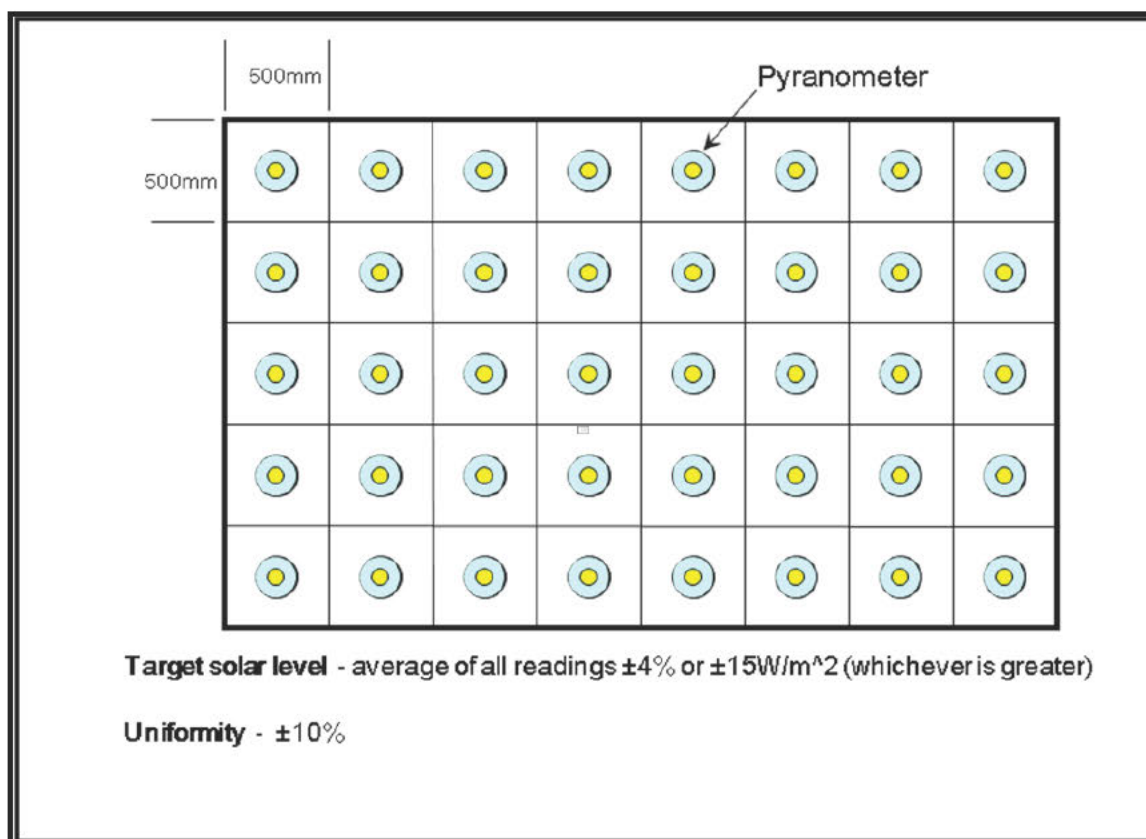 500mm
Pyranometer
500mm
Target solar level - average of all readings ±4% or ±15W/m^2 (whichever is greater)
Uniformity - ±10%